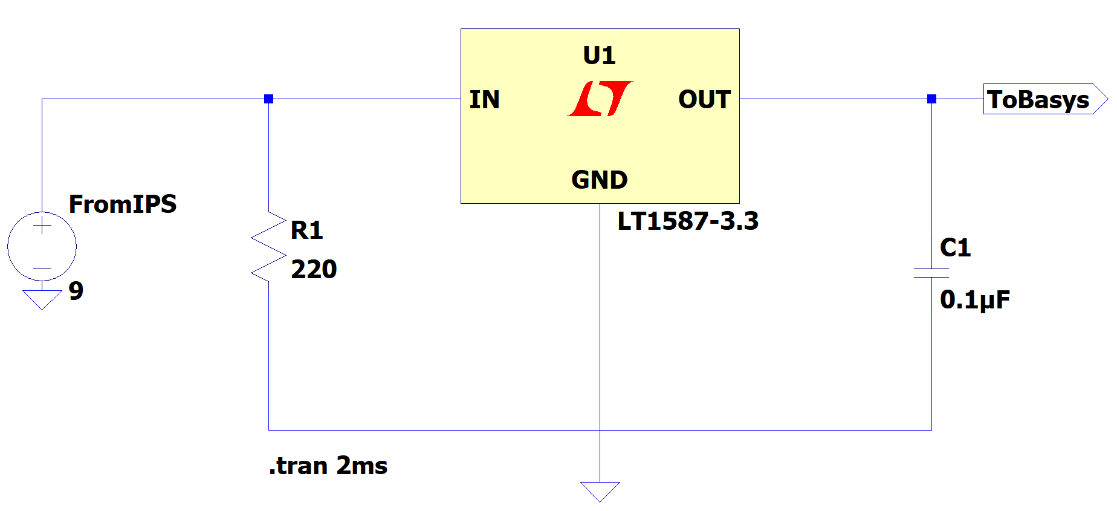 U1
IN
OUT
ToBasys
GND
FromIPS
LT1587-3.3
R1
220
C1
9
0.1µF
.tran 2ms